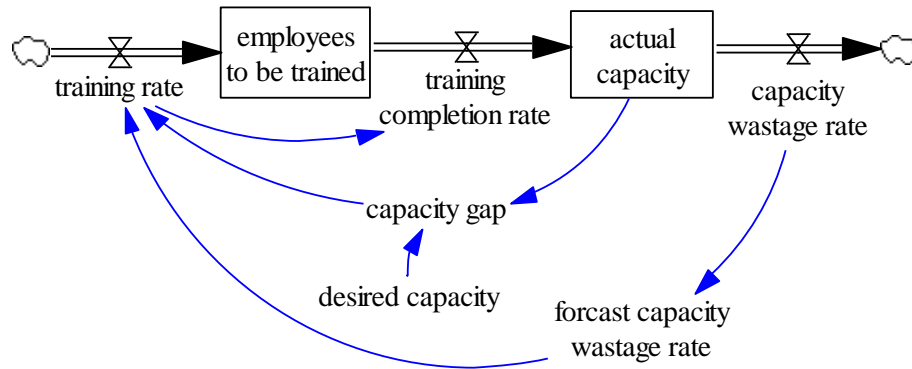 employees
to be trained
actual
capacity
training rate
training
completion rate
capacity
wastage rate
capacity gap
desired capacity
forcast capacity
wastage rate